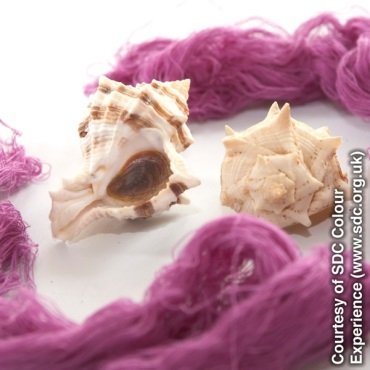 Courtesy of SDC Colour
Experience (www.sdc.org.uk)